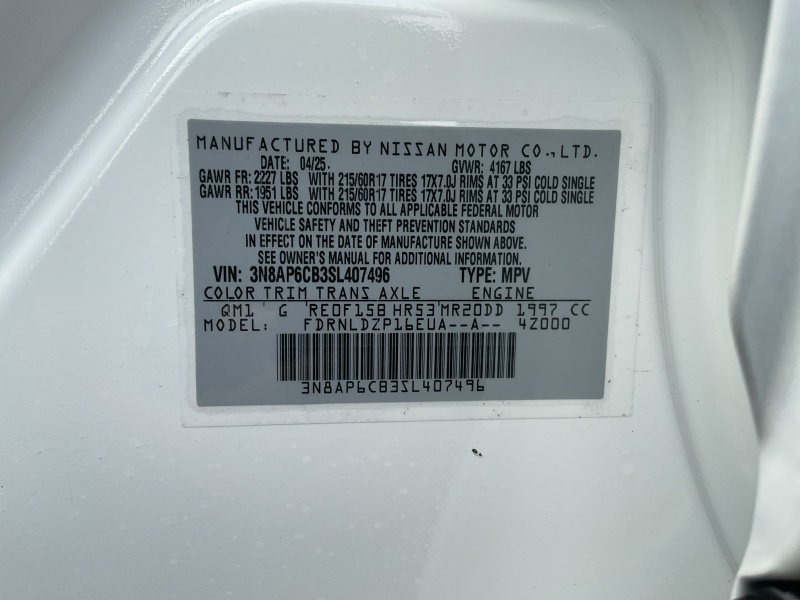 MANUFACTURED BY NISSAN MOTOR CO.,LTD.
DATE: 04/25. GVWR: 4167 LBS
GAWR FR: 2227 LBS WITH 215/60R17 TIRES 17X7.0J RIMS AT 33 PSI COLD SINGLE
GAWR RR: 1951 LBS WITH 215/60R17 TIRES 17X7.0J RIMS AT 33 PSI COLD SINGLE
THIS VEHICLE CONFORMS TO ALL APPLICABLE FEDERAL MOTOR
VEHICLE SAFETY AND THEFT PREVENTION STANDARDS
IN EFFECT ON THE DATE OF MANUFACTURE SHOWN ABOVE.
SEE OWNER'S MANUAL FOR ADDITIONAL INFORMATION.
VIN: 3N8AP6CB3SL407496 TYPE: MPV
COLOR TRIM TRANS AXLE ENGINE
QM1 G RE0F15B HR53 MR20DD 1997 CC
MODEL: FDRNLDZP16EUA--A-- 4Z000
3N8AP6CB3SL407496